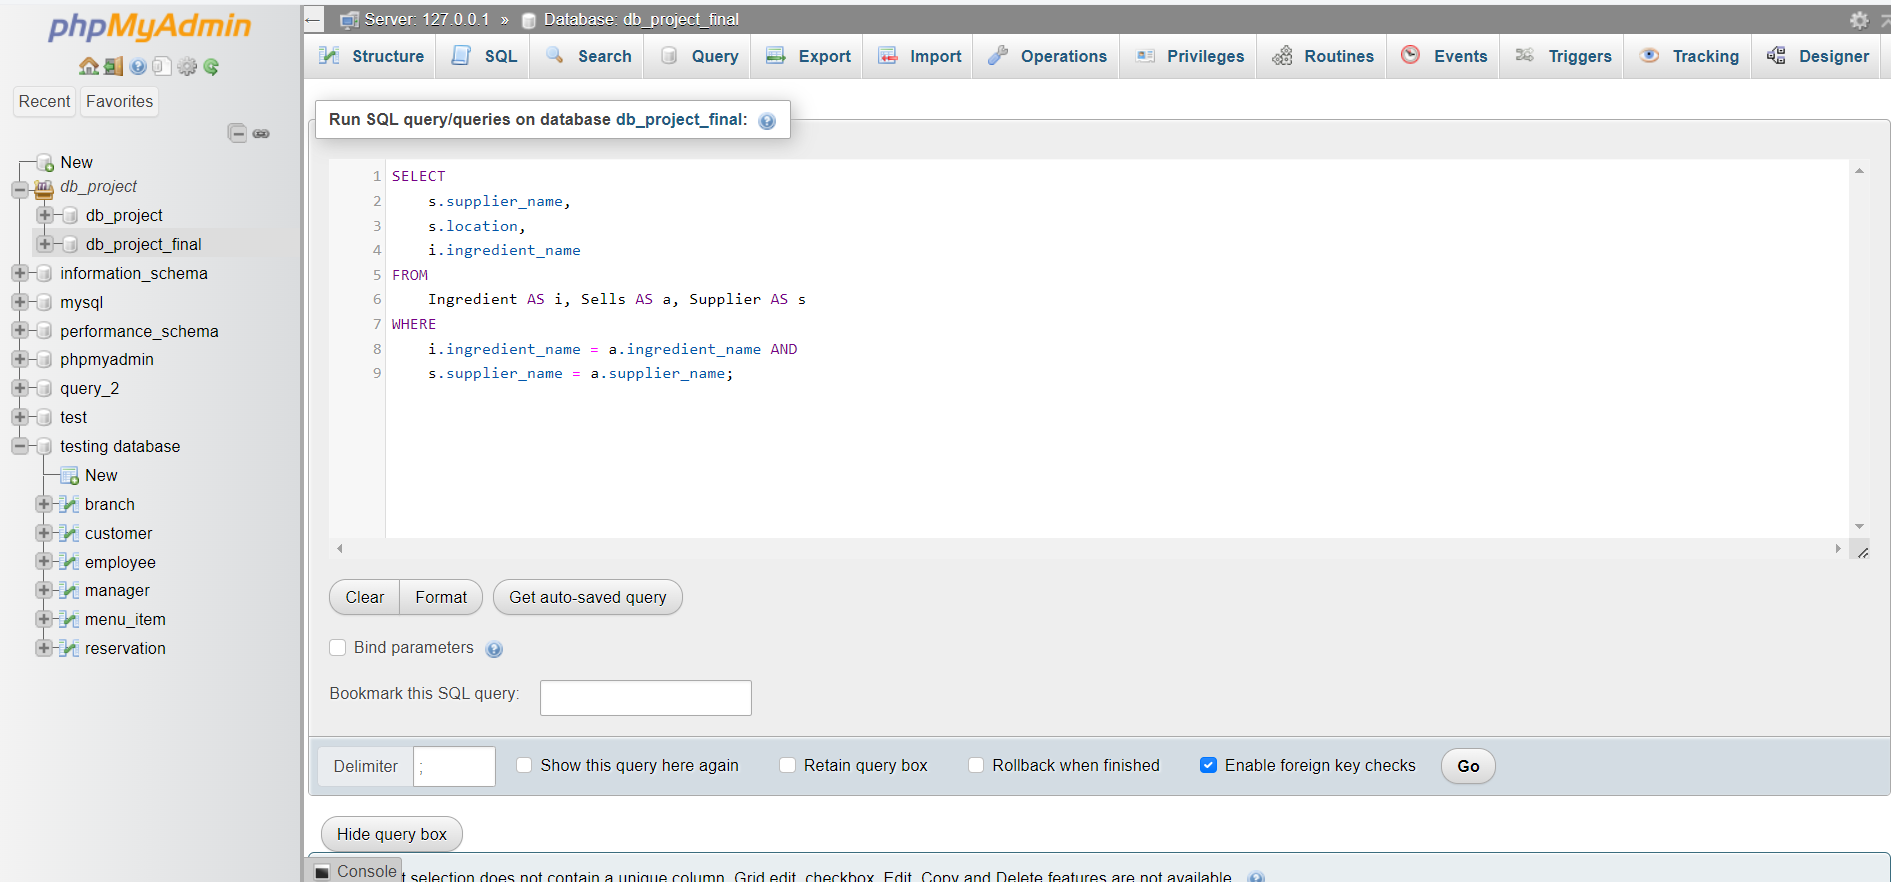 phpMyAdmin
Recent
Favorites
New
db_project
db_project
db_project_final
information_schema
mysql
performance_schema
phpmyadmin
query_2
test
testing database
New
branch
customer
employee
manager
menu_item
reservation
Server: 127.0.0.1 » Database: db_project_final
Structure
SQL
Search
Query
Export
Import
Operations
Privileges
Routines
Events
Triggers
Tracking
Designer
Run SQL query/queries on database db_project_final:
1 SELECT
2 s.supplier_name,
3 s.location,
4 i.ingredient_name
5 FROM
6 Ingredient AS i, Sells AS a, Supplier AS s
7 WHERE
8 i.ingredient_name = a.ingredient_name AND
9 s.supplier_name = a.supplier_name;
Clear
Format
Get auto-saved query
Bind parameters
Bookmark this SQL query:
Delimiter
;
Show this query here again
Retain query box
Rollback when finished
Enable foreign key checks
Go
Hide query box
Console
t selection does not contain a unique column. Grid edit, checkbox, Edit, Copy and Delete features are not available.